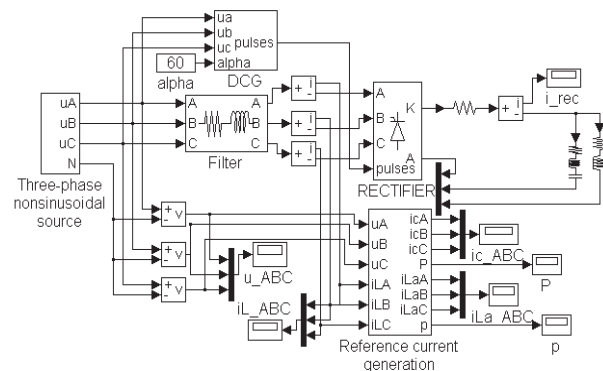 ua
ub
uc
alpha
pulses
DCG
60
alpha
uA
uB
uC
N
Three-phase
nonsinusoidal
source
A
B
C
A
B
C
Filter
+ i
-
+ i
-
+ i
-
A
B
C
pulses
K
A
RECTIFIER
+ i
-
i_rec
+ v
-
+ v
-
+ v
-
u_ABC
iL_ABC
uA
uB
uC
iLA
iLB
iLC
icA
icB
icC
P
iLaA
iLaB
iLaC
p
Reference current
generation
ic_ABC
P
iLa_ABC
p